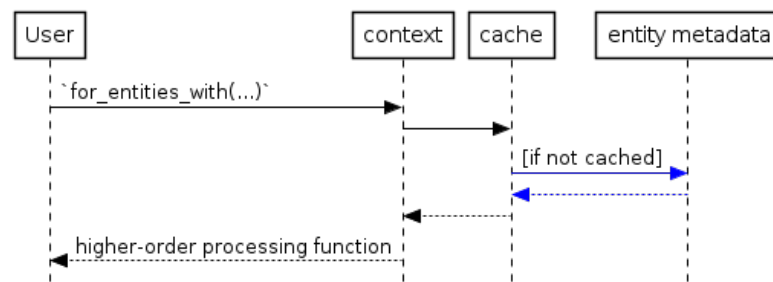 User
context
cache
entity metadata
`for_entities_with(...)`
[if not cached]
higher-order processing function